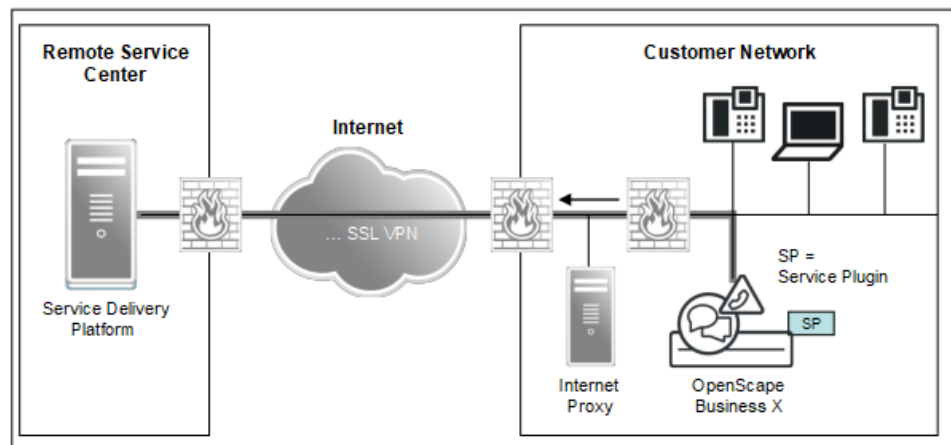 Remote Service
Center
Customer Network
Internet
... SSL VPN
SP =
Service Plugin
Service Delivery
Platform
SP
Internet
Proxy
OpenScape
Business X